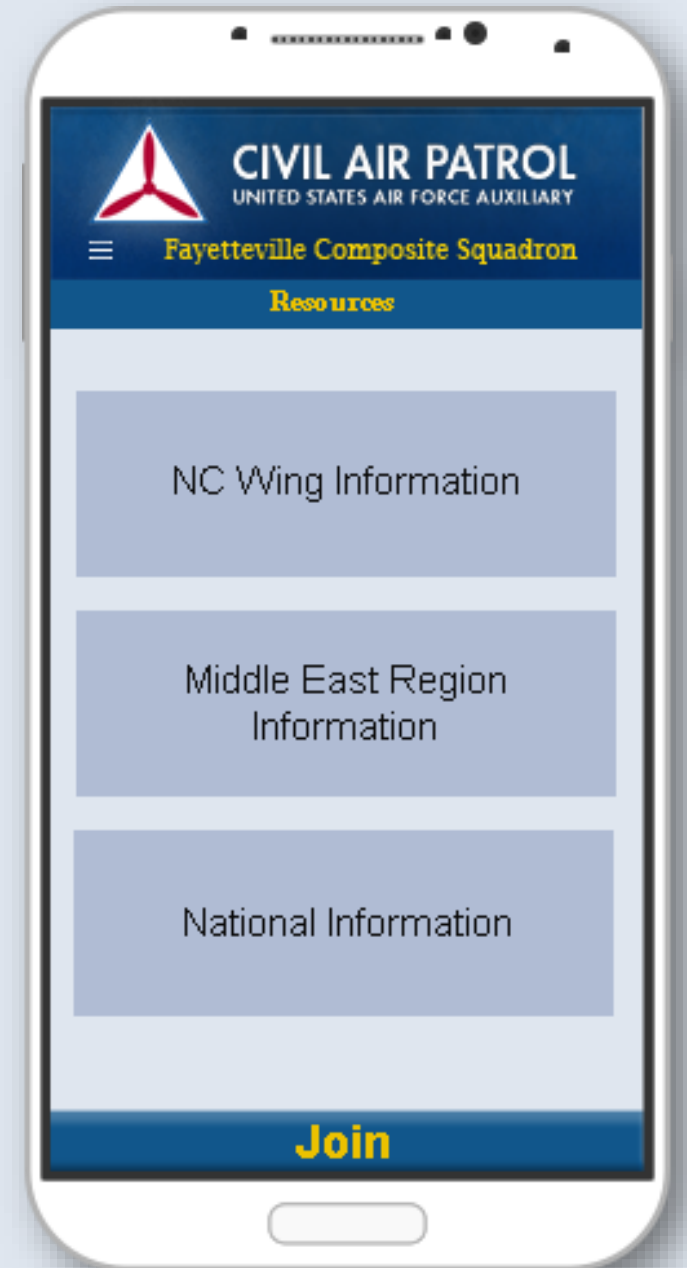 CIVIL AIR PATROL
UNITED STATES AIR FORCE AUXILIARY
Fayetteville Composite Squadron
Resources
NC Wing Information
Middle East Region
Information
National Information
Join